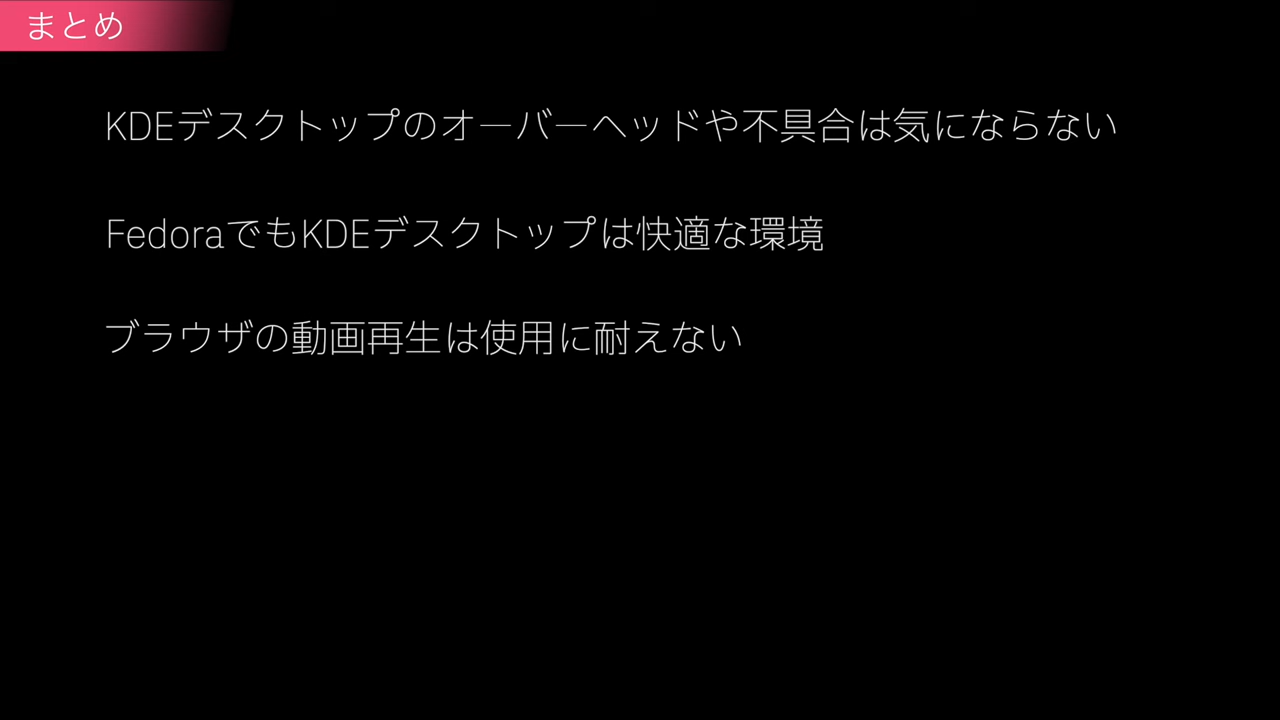 まとめ
KDEデスクトップのオーバーヘッドや不具合は気にならない
FedoraでもKDEデスクトップは快適な環境
ブラウザの動画再生は使用に耐えない